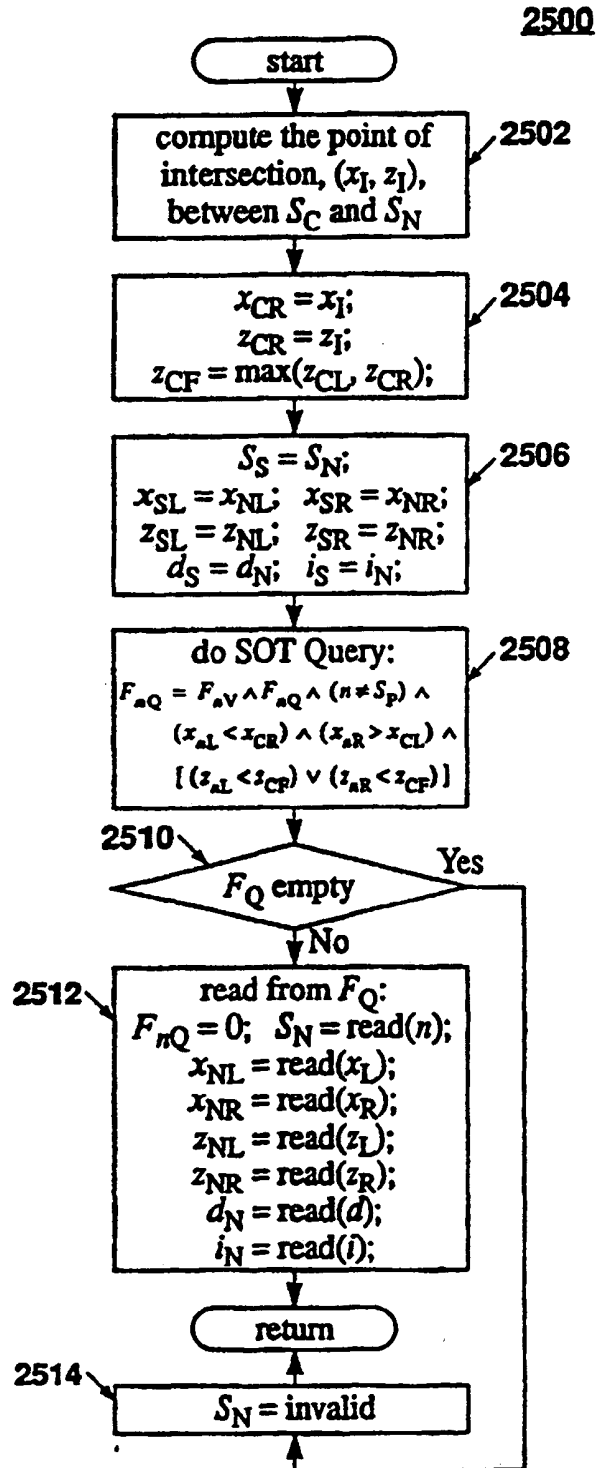 2500
start
2502
compute the point of
intersection, (x_I, z_I),
between S_C and S_N
2504
x_CR = x_I;
z_CR = z_I;
z_CF = max(z_CL, z_CR);
2506
S_S = S_N;
x_SL = x_NL; x_SR = x_NR;
z_SL = z_NL; z_SR = z_NR;
d_S = d_N; i_S = i_N;
2508
do SOT Query:
F_nQ = F_nV ∧ F_nQ ∧ (n ≠ S_P) ∧
(x_nL < x_CR) ∧ (x_nR > x_CL) ∧
[(z_nL < z_CF) ∨ (z_nR < z_CF)]
2510
F_Q empty
Yes
No
2512
read from F_Q:
F_nQ = 0; S_N = read(n);
x_NL = read(x_L);
x_NR = read(x_R);
z_NL = read(z_L);
z_NR = read(z_R);
d_N = read(d);
i_N = read(i);
return
2514
S_N = invalid